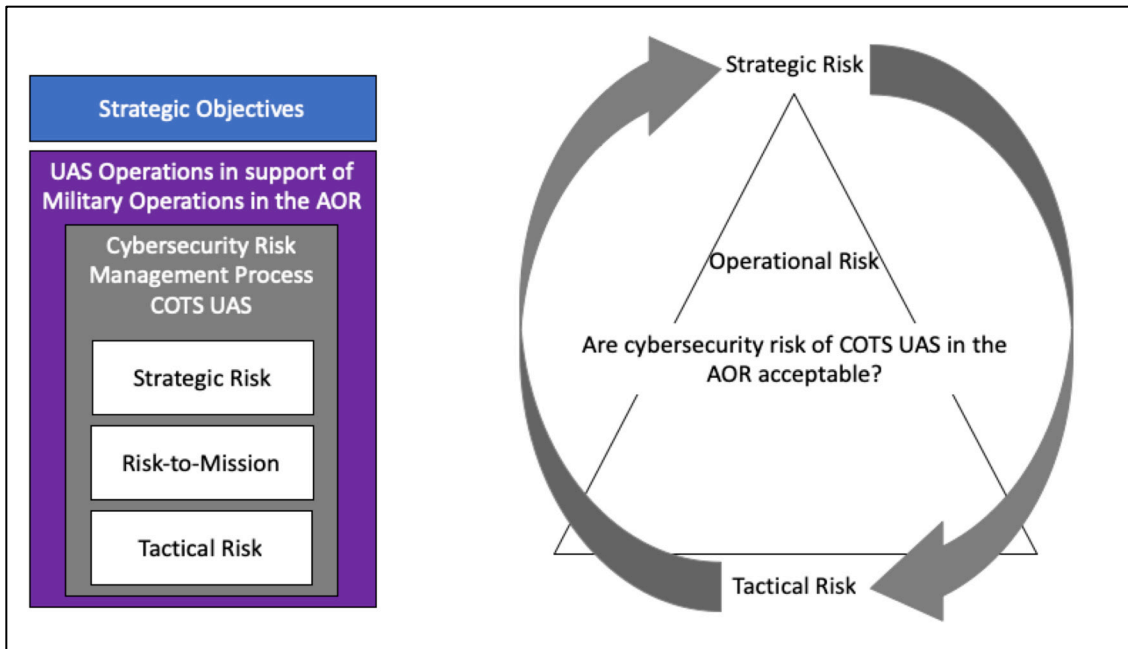 Strategic Objectives
UAS Operations in support of
Military Operations in the AOR
Cybersecurity Risk
Management Process
COTS UAS
Strategic Risk
Risk-to-Mission
Tactical Risk
Strategic Risk
Operational Risk
Are cybersecurity risk of COTS UAS in the
AOR acceptable?
Tactical Risk